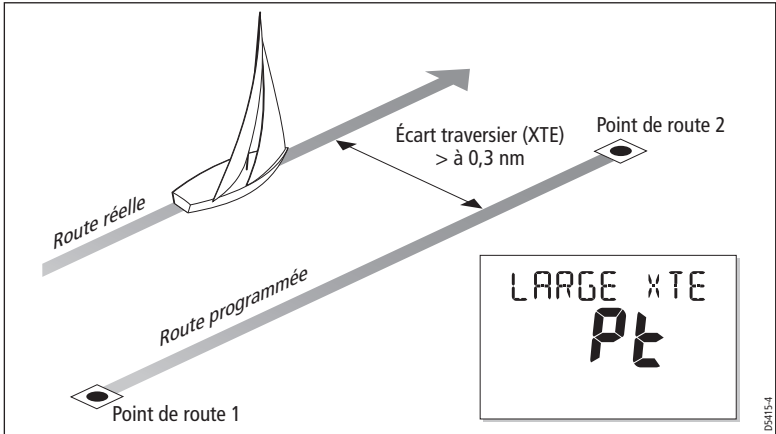 Écart traversier (XTE)
> à 0,3 nm
Point de route 2
Route réelle
Route programmée
LARGE XTE
Pt
Point de route 1
D5415-4